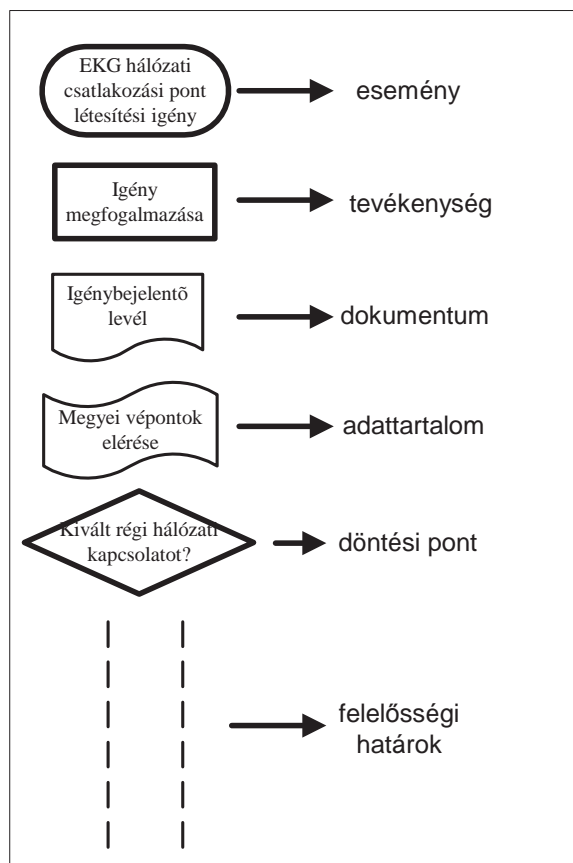 EKG hálózati
csatlakozási pont
létesítési igény
esemény
Igény
megfogalmazása
tevékenység
Igénybejelentõ
levél
dokumentum
Megyei vépontok
elérése
adattartalom
Kivált régi hálózati
kapcsolatot?
döntési pont
felelősségi
határok